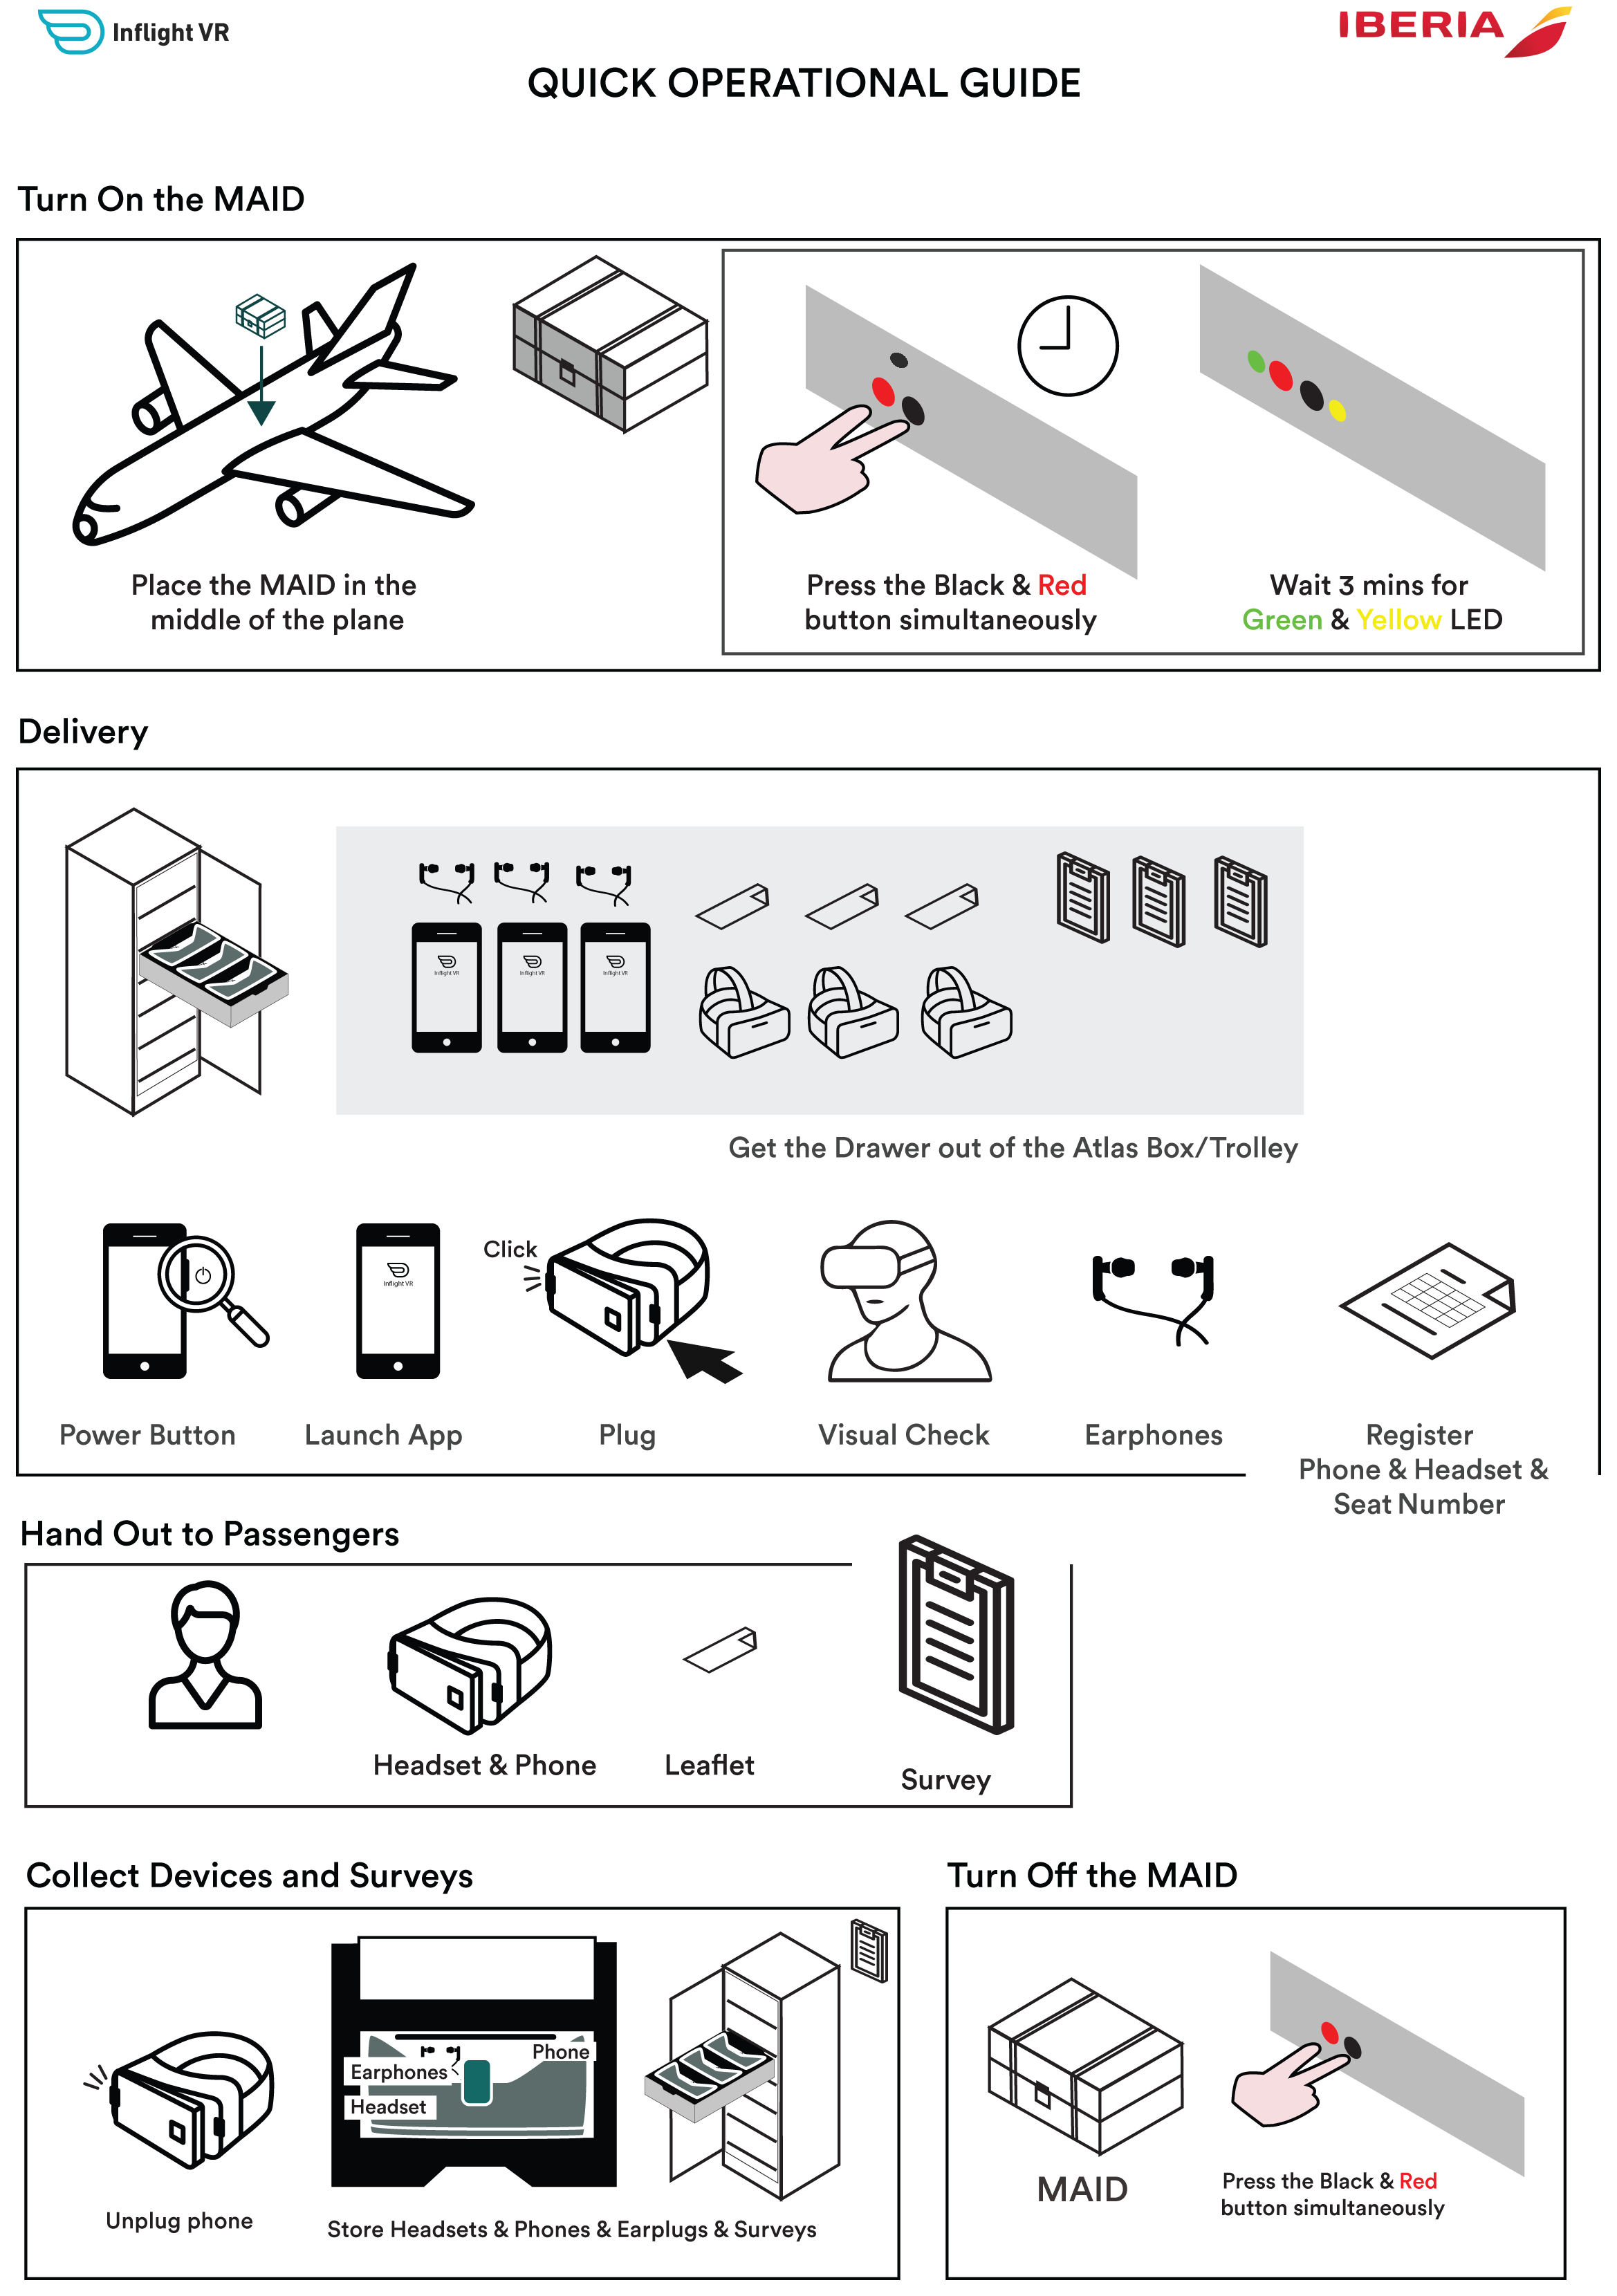 Inflight VR
IBERIA
QUICK OPERATIONAL GUIDE
Turn On the MAID
Place the MAID in the
middle of the plane
Press the Black & Red
button simultaneously
Wait 3 mins for
Green & Yellow LED
Delivery
Inflight VR
Inflight VR
Inflight VR
Get the Drawer out of the Atlas Box/Trolley
Inflight VR
Click
Power Button
Launch App
Plug
Visual Check
Earphones
Register
Phone & Headset &
Seat Number
Hand Out to Passengers
Headset & Phone
Leaflet
Survey
Collect Devices and Surveys
Phone
Earphones
Headset
Unplug phone
Store Headsets & Phones & Earplugs & Surveys
Turn Off the MAID
MAID
Press the Black & Red
button simultaneously